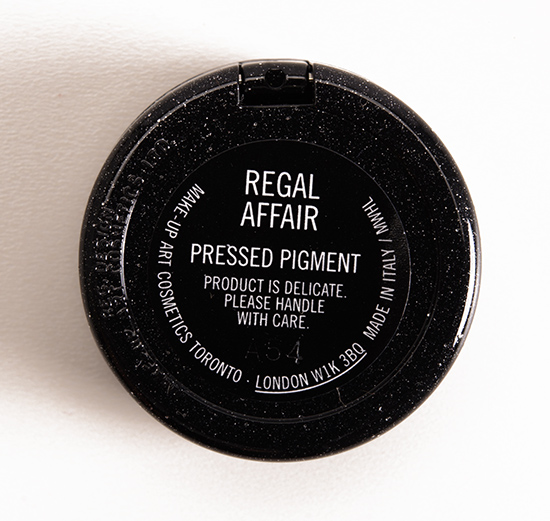 REGAL
AFFAIR
PRESSED PIGMENT
PRODUCT IS DELICATE.
PLEASE HANDLE
WITH CARE.
A54
MAKE-UP ART COSMETICS TORONTO · LONDON W1K 3BQ MADE IN ITALY / MWHL